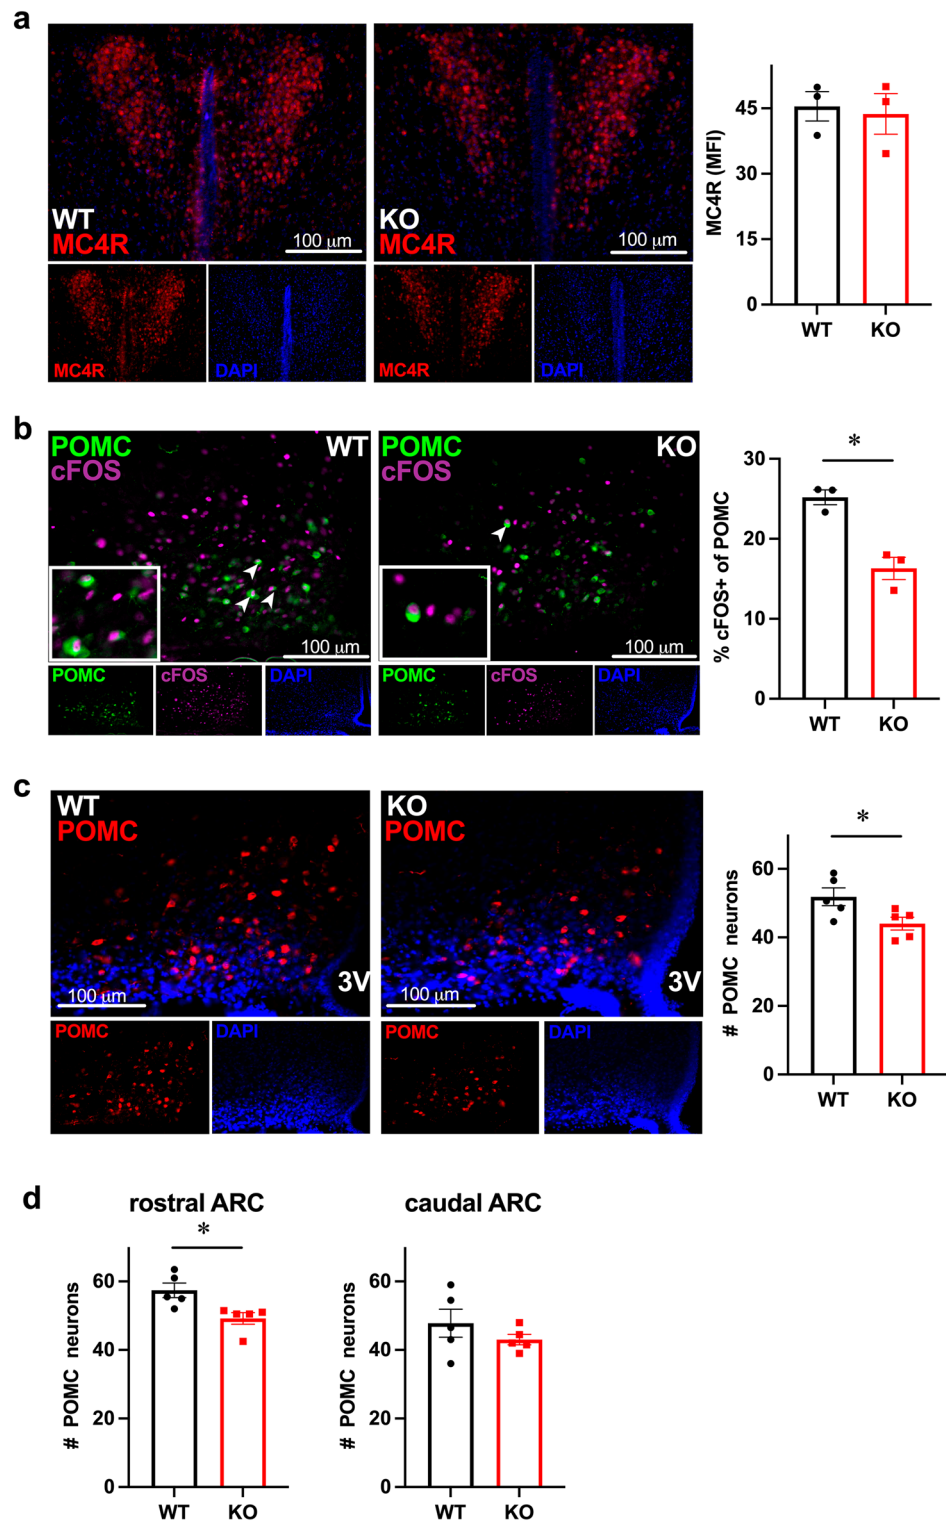 a
WT
MC4R
100 μm
KO
MC4R
100 μm
MC4R
DAPI
MC4R
DAPI
MC4R (MFI)
45
30
15
0
WT
KO
b
POMC
cFOS
WT
100 μm
POMC
cFOS
KO
100 μm
POMC
cFOS
DAPI
POMC
cFOS
DAPI
% cFOS+ of POMC
*
30
20
10
0
WT
KO
c
WT
POMC
3V
100 μm
KO
POMC
3V
100 μm
POMC
DAPI
POMC
DAPI
# POMC neurons
*
60
40
20
0
WT
KO
d
rostral ARC
*
# POMC neurons
60
40
20
0
WT
KO
caudal ARC
# POMC neurons
60
40
20
0
WT
KO